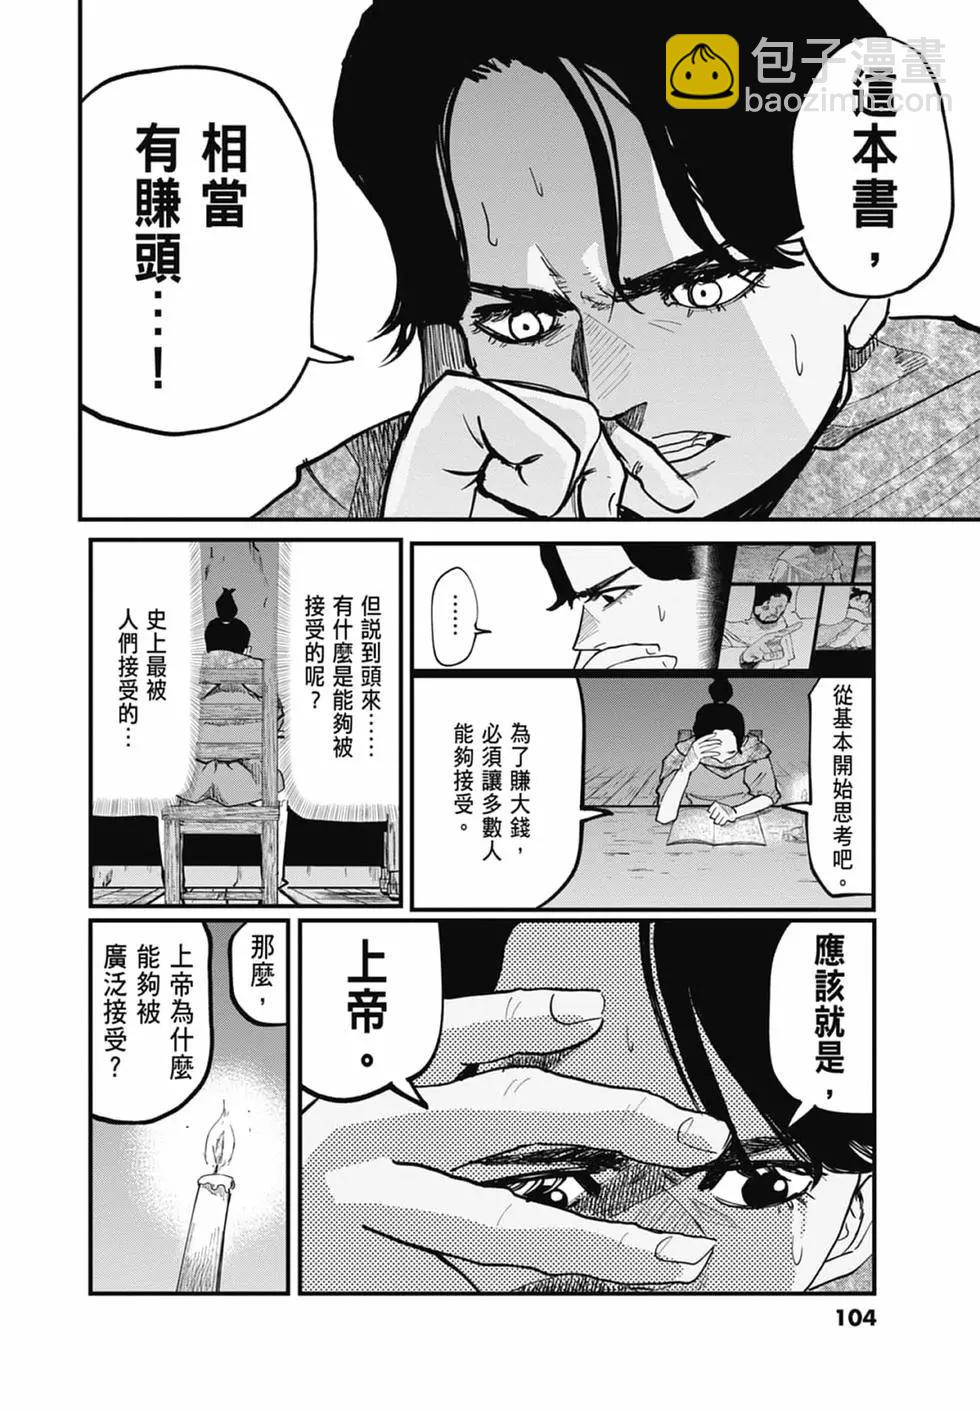 包子漫畫
baozimh.com
這本書，
相當
有賺頭……！
………
從基本開始思考吧。
為了賺大錢，
必須讓多數人
能夠接受。
但説到頭來……
有什麼是能夠被
接受的呢？
史上最被
人們接受的…
應該就是，
上帝。
那麼，
上帝為什麼
能夠被
廣泛接受？
104